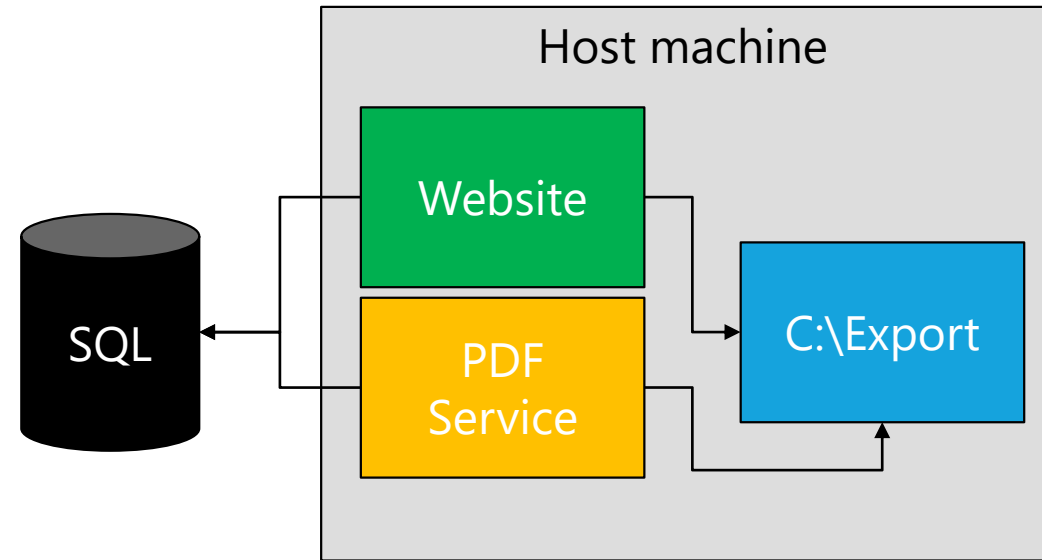 Host machine
Website
SQL
PDF
Service
C:\Export